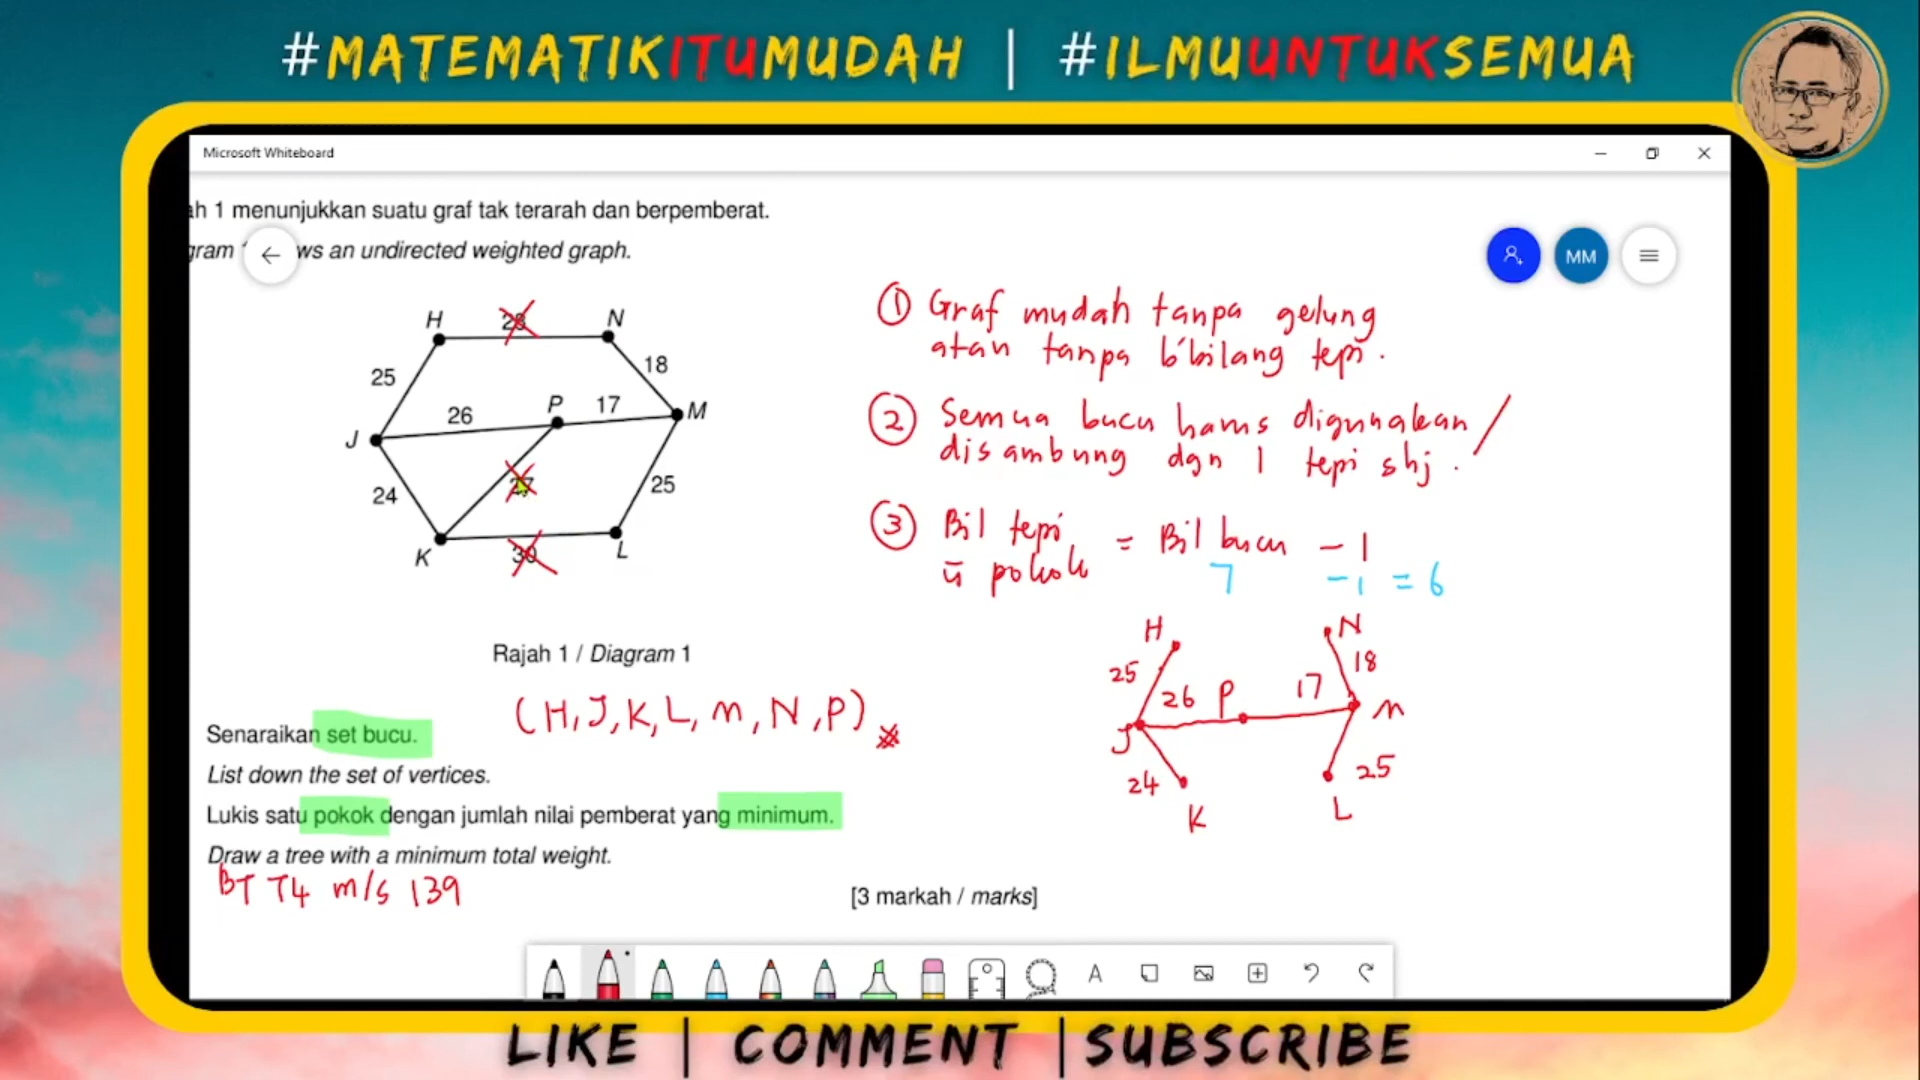 #MATEMATIKITUMUDAH | #ILMUUNTUKSEMUA
Microsoft Whiteboard
ah 1 menunjukkan suatu graf tak terarah dan berpemberat.
gram ws an undirected weighted graph.
MM
H 28 N
25 18
26 P 17 M
J
24 27 25
K 30 L
Rajah 1 / Diagram 1
Senaraikan set bucu.
(H, J, K, L, M, N, P)
List down the set of vertices.
Lukis satu pokok dengan jumlah nilai pemberat yang minimum.
Draw a tree with a minimum total weight.
BT T4 m/s 139
[3 markah / marks]
① Graf mudah tanpa gelung
atau tanpa b'bilang tepi.
② Semua bucu harus digunakan /
disambung dgn 1 tepi shj.
③ Bil tepi = Bil bucu - 1
ū pokok 7 - 1 = 6
H N
25 18
26 P 17 M
J
24 25
K L
A
LIKE | COMMENT | SUBSCRIBE